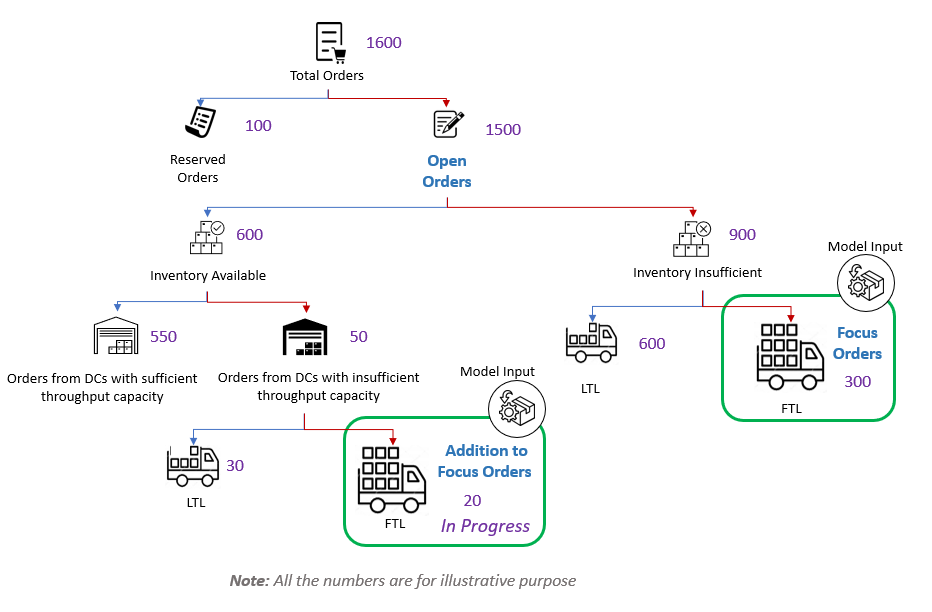 1600
Total Orders
100
1500
Reserved
Orders
Open
Orders
600
900
Inventory Available
Inventory Insufficient
Model Input
550
50
600
Focus
Orders
300
LTL
FTL
Orders from DCs with sufficient
throughput capacity
Orders from DCs with insufficient
throughput capacity
Model Input
30
LTL
Addition to
Focus Orders
20
In Progress
FTL
Note: All the numbers are for illustrative purpose